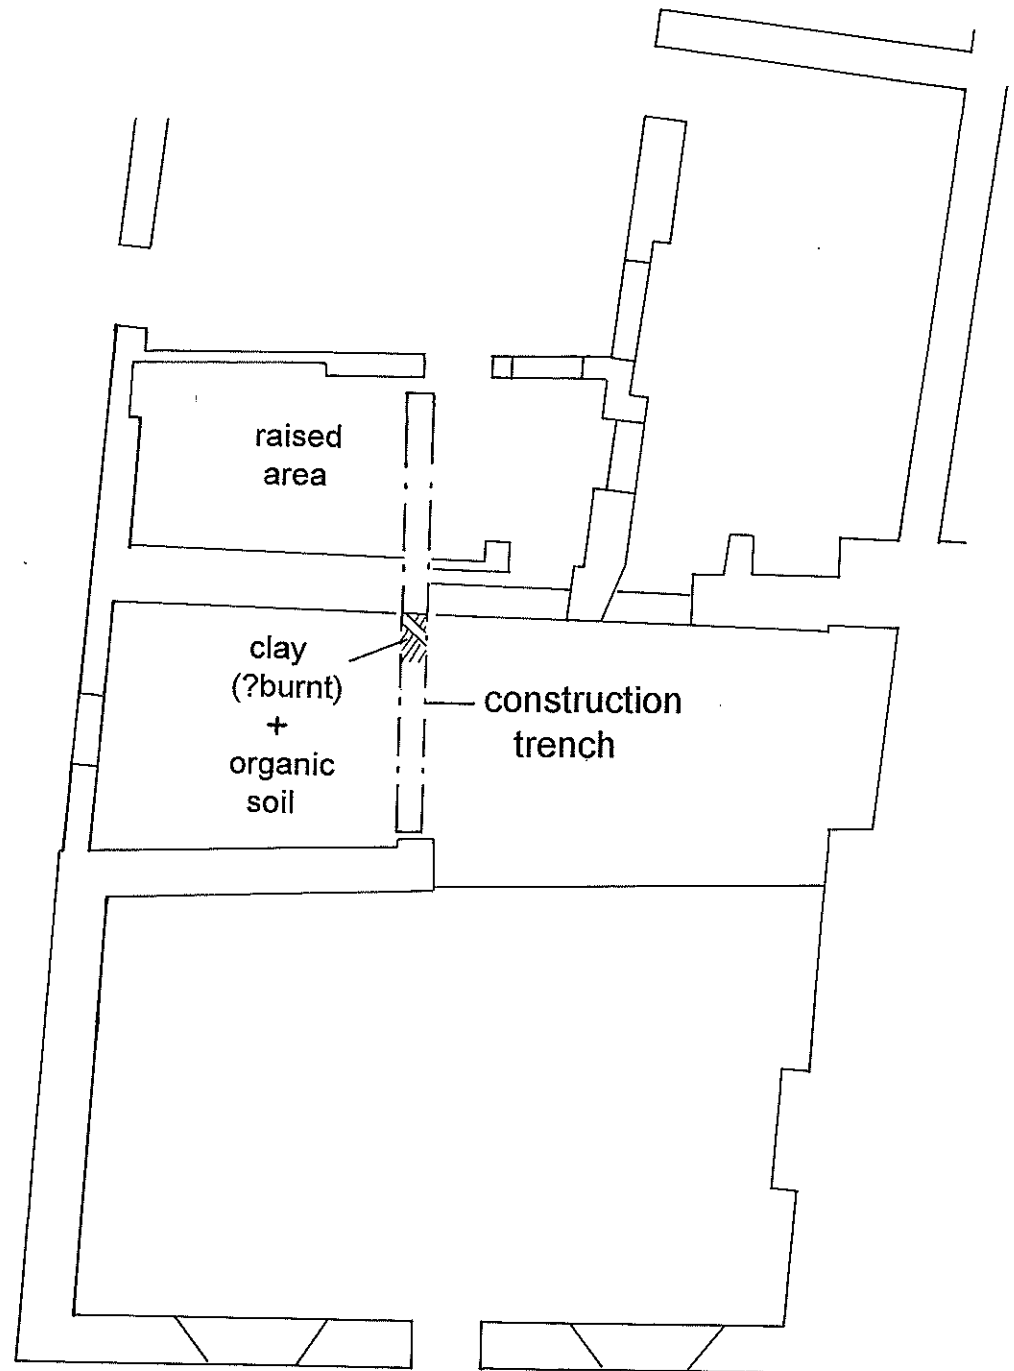 raised
area
clay
(?burnt)
+
organic
soil
construction
trench